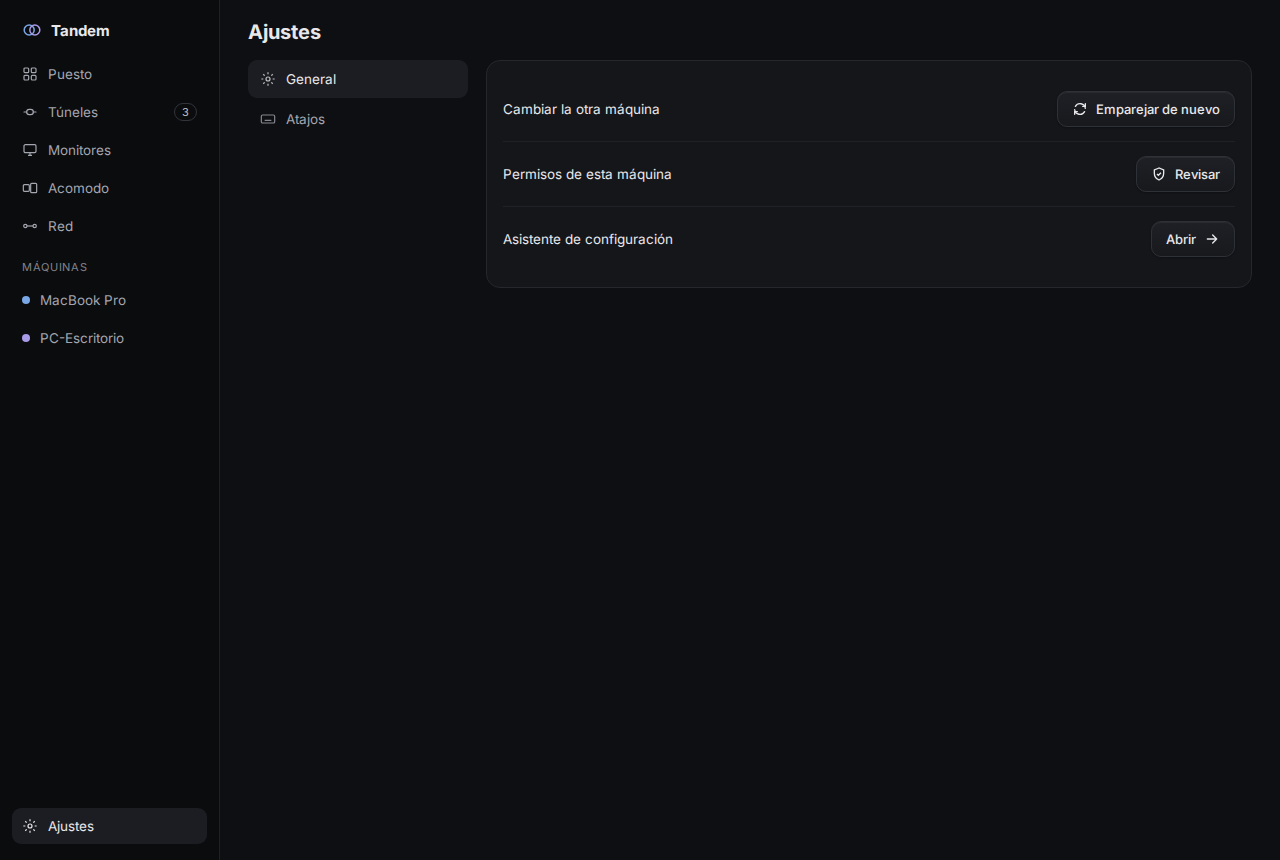 Tandem
Puesto
Túneles 3
Monitores
Acomodo
Red
MÁQUINAS
MacBook Pro
PC-Escritorio
Ajustes
Ajustes
General
Atajos
Cambiar la otra máquina
Emparejar de nuevo
Permisos de esta máquina
Revisar
Asistente de configuración
Abrir